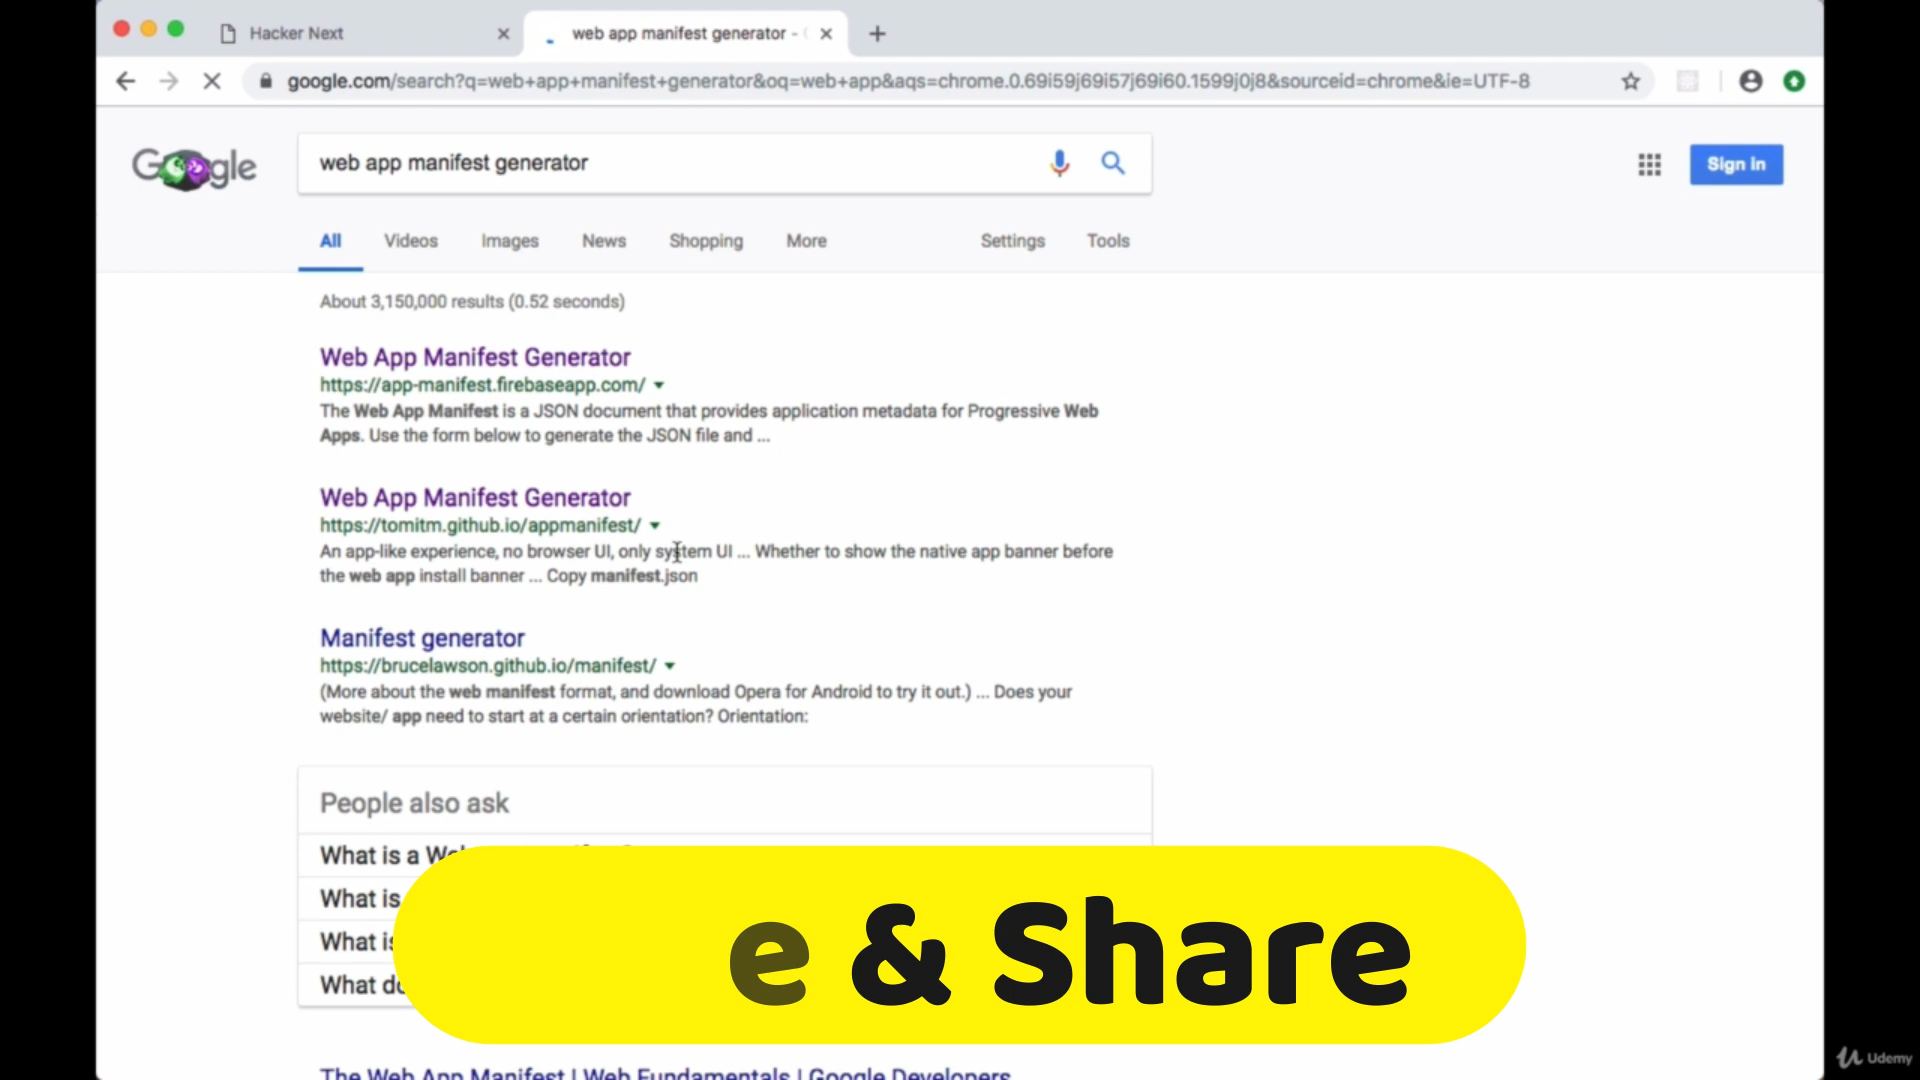 Hacker Next
web app manifest generator - (
google.com/search?q=web+app+manifest+generator&oq=web+app&aqs=chrome.0.69i59j69i57j69i60.1599j0j8&sourceid=chrome&ie=UTF-8
Google
web app manifest generator
Sign in
All Videos Images News Shopping More Settings Tools
About 3,150,000 results (0.52 seconds)
Web App Manifest Generator
https://app-manifest.firebaseapp.com/
The Web App Manifest is a JSON document that provides application metadata for Progressive Web
Apps. Use the form below to generate the JSON file and ...
Web App Manifest Generator
https://tomitm.github.io/appmanifest/
An app-like experience, no browser UI, only system UI ... Whether to show the native app banner before
the web app install banner ... Copy manifest.json
Manifest generator
https://brucelawson.github.io/manifest/
(More about the web manifest format, and download Opera for Android to try it out.) ... Does your
website/ app need to start at a certain orientation? Orientation:
People also ask
What is a
What is
What
What
e & Share
The Web App Manifest | Web Fundamentals | Google Developers
Udemy